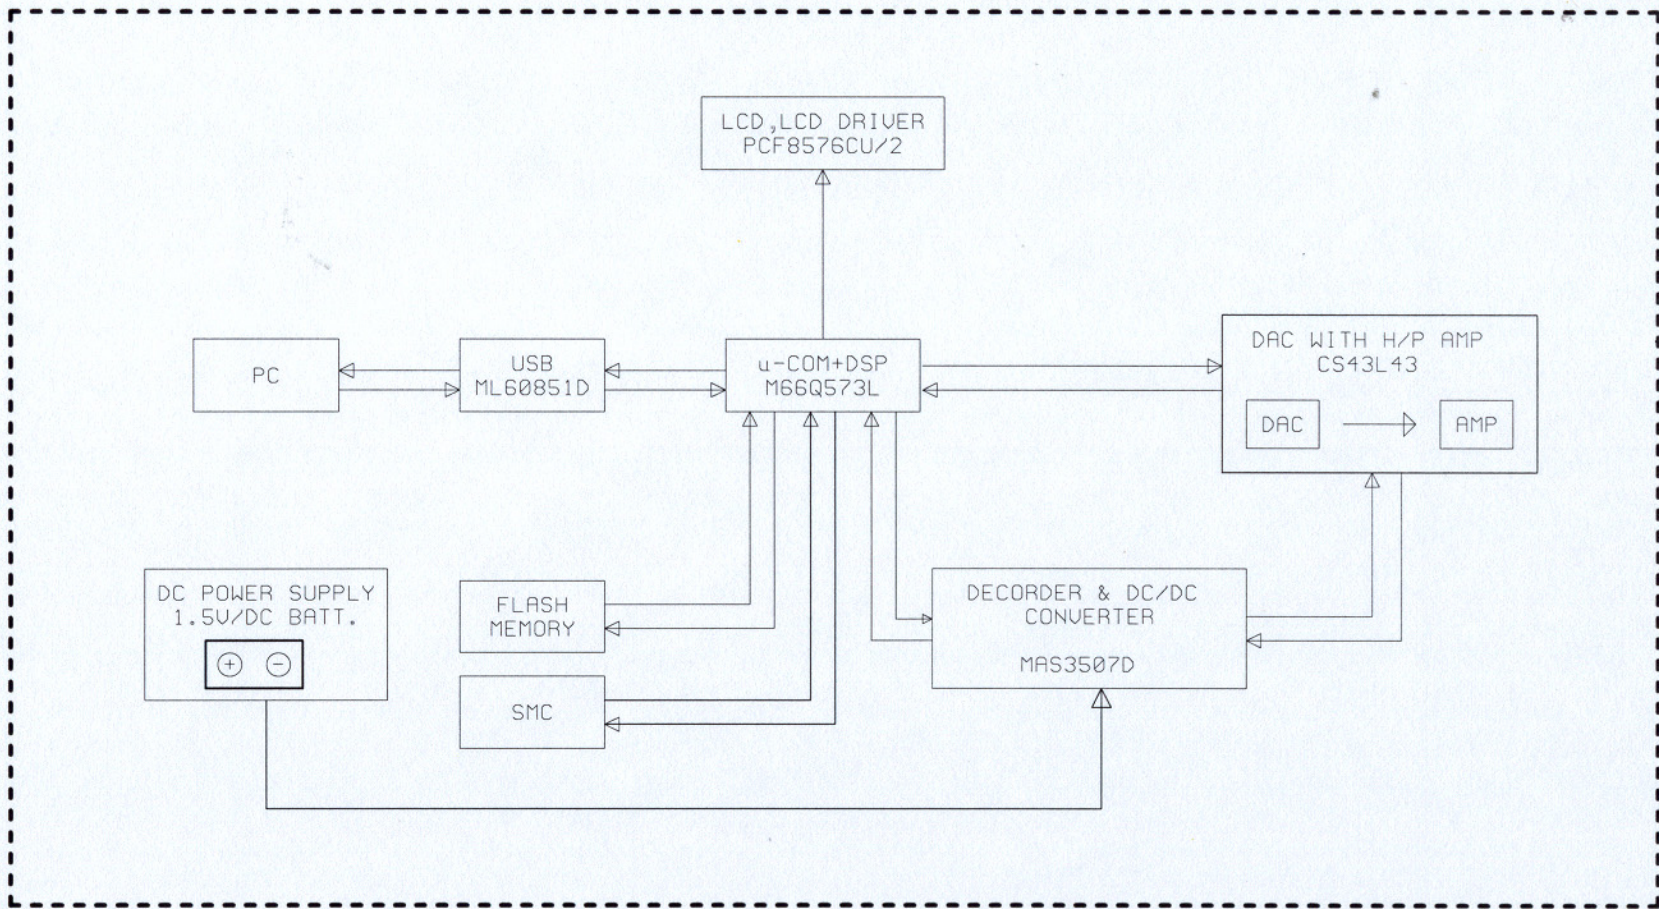 LCD,LCD DRIVER
PCF8576CU/2
PC
USB
ML60851D
u-COM+DSP
M66Q573L
DAC WITH H/P AMP
CS43L43
DAC
AMP
DC POWER SUPPLY
1.5V/DC BATT.
+ −
FLASH
MEMORY
SMC
DECORDER & DC/DC
CONVERTER
MAS3507D